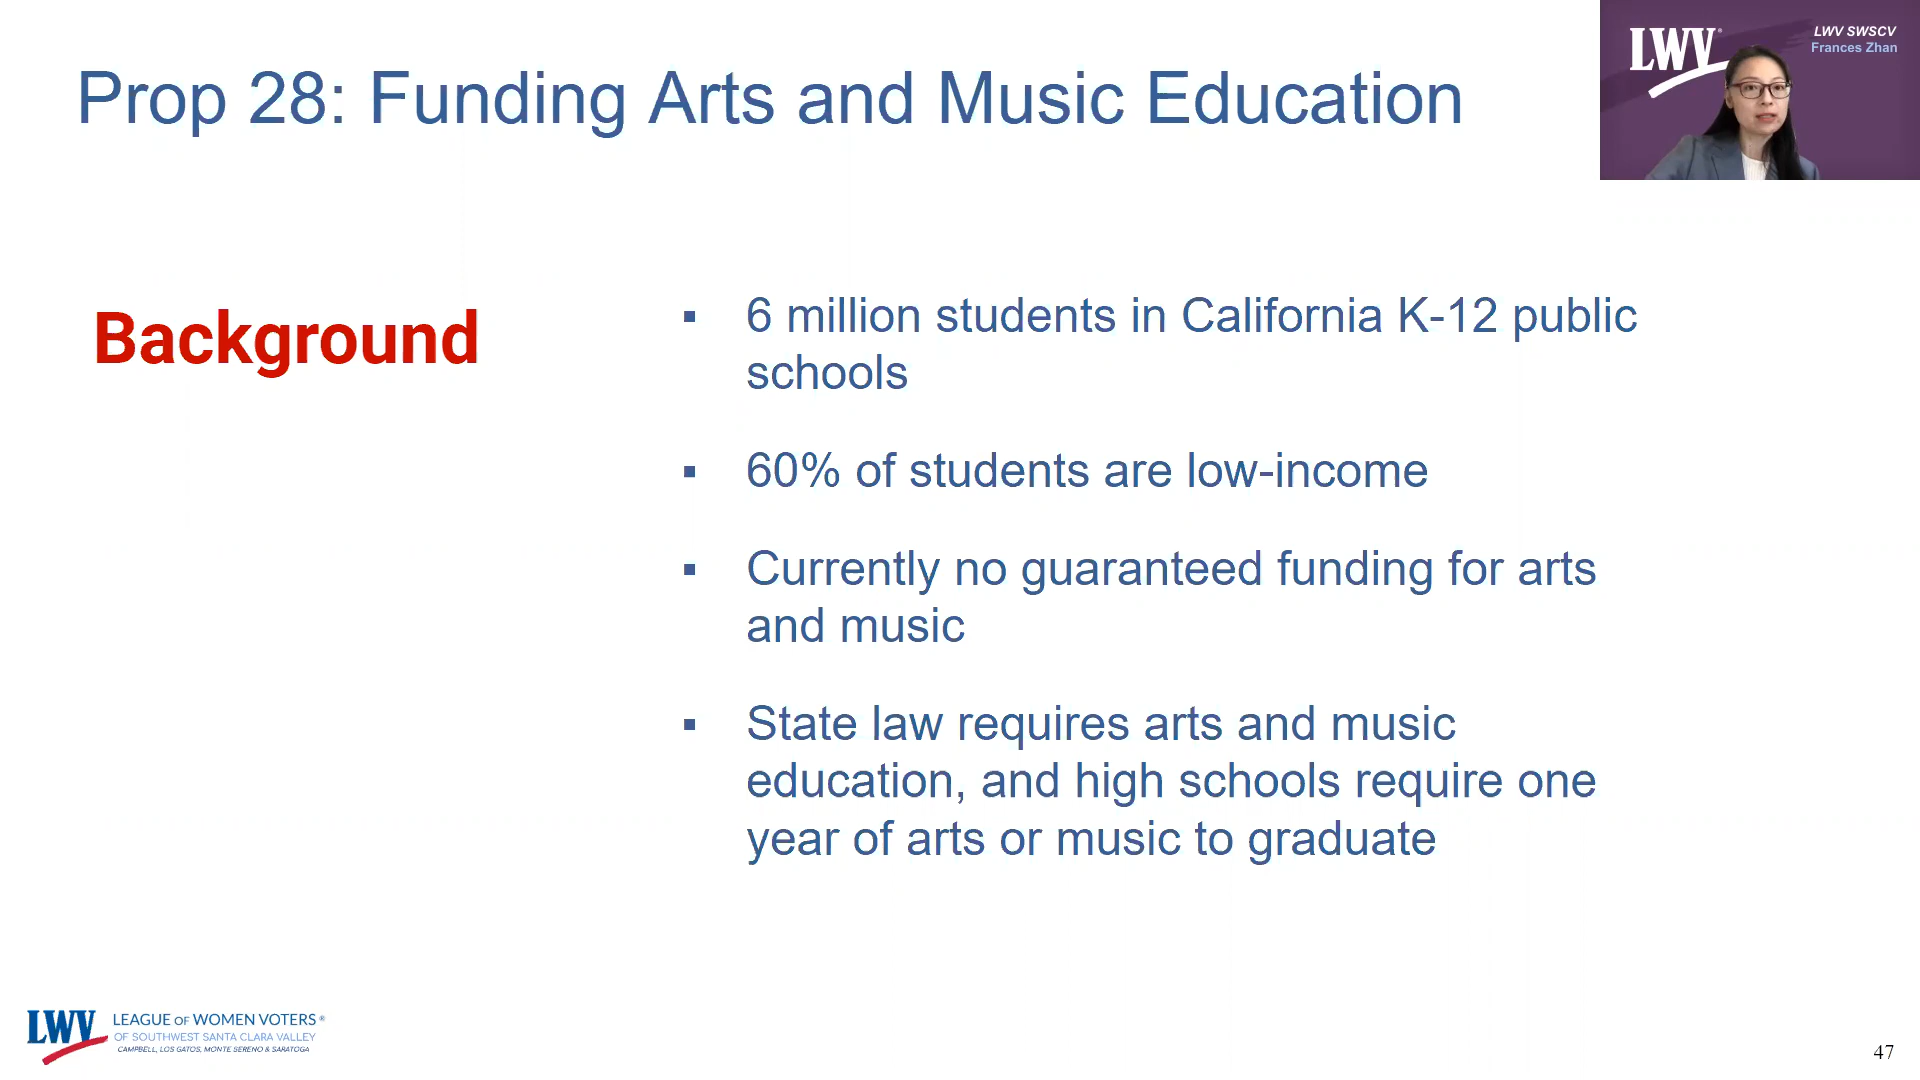 Prop 28: Funding Arts and Music Education
LWV®
LWV SWSCV
Frances Zhan
Background
▪ 6 million students in California K-12 public
schools
▪ 60% of students are low-income
▪ Currently no guaranteed funding for arts
and music
▪ State law requires arts and music
education, and high schools require one
year of arts or music to graduate
LWV
LEAGUE OF WOMEN VOTERS®
OF SOUTHWEST SANTA CLARA VALLEY
CAMPBELL, LOS GATOS, MONTE SERENO & SARATOGA
47